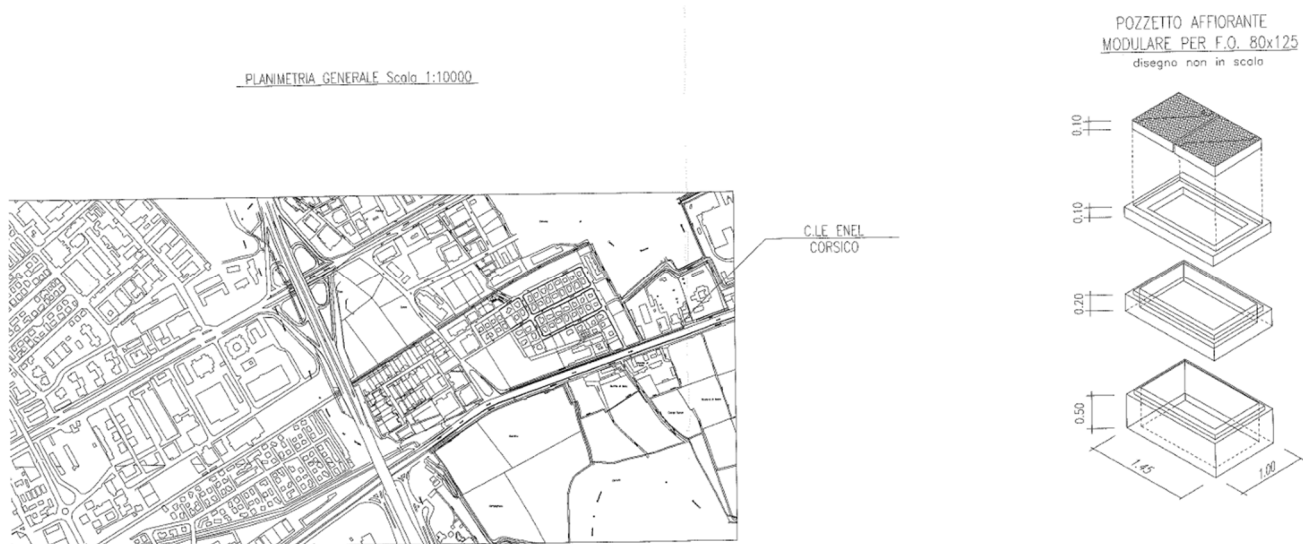 PLANIMETRIA GENERALE Scala 1:10000
C.LE ENEL
CORSICO
POZZETTO AFFIORANTE
MODULARE PER F.O. 80x125
disegno non in scala
0.10
0.10
0.20
0.50
1.45
1.00